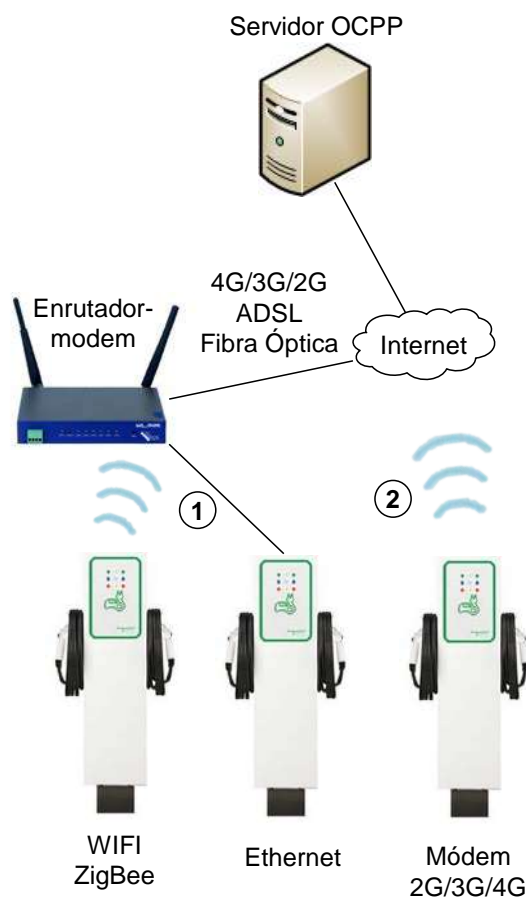 Servidor OCPP
4G/3G/2G
ADSL
Fibra Óptica
Enrutador-
modem
Internet
1
2
WIFI
ZigBee
Ethernet
Módem
2G/3G/4G